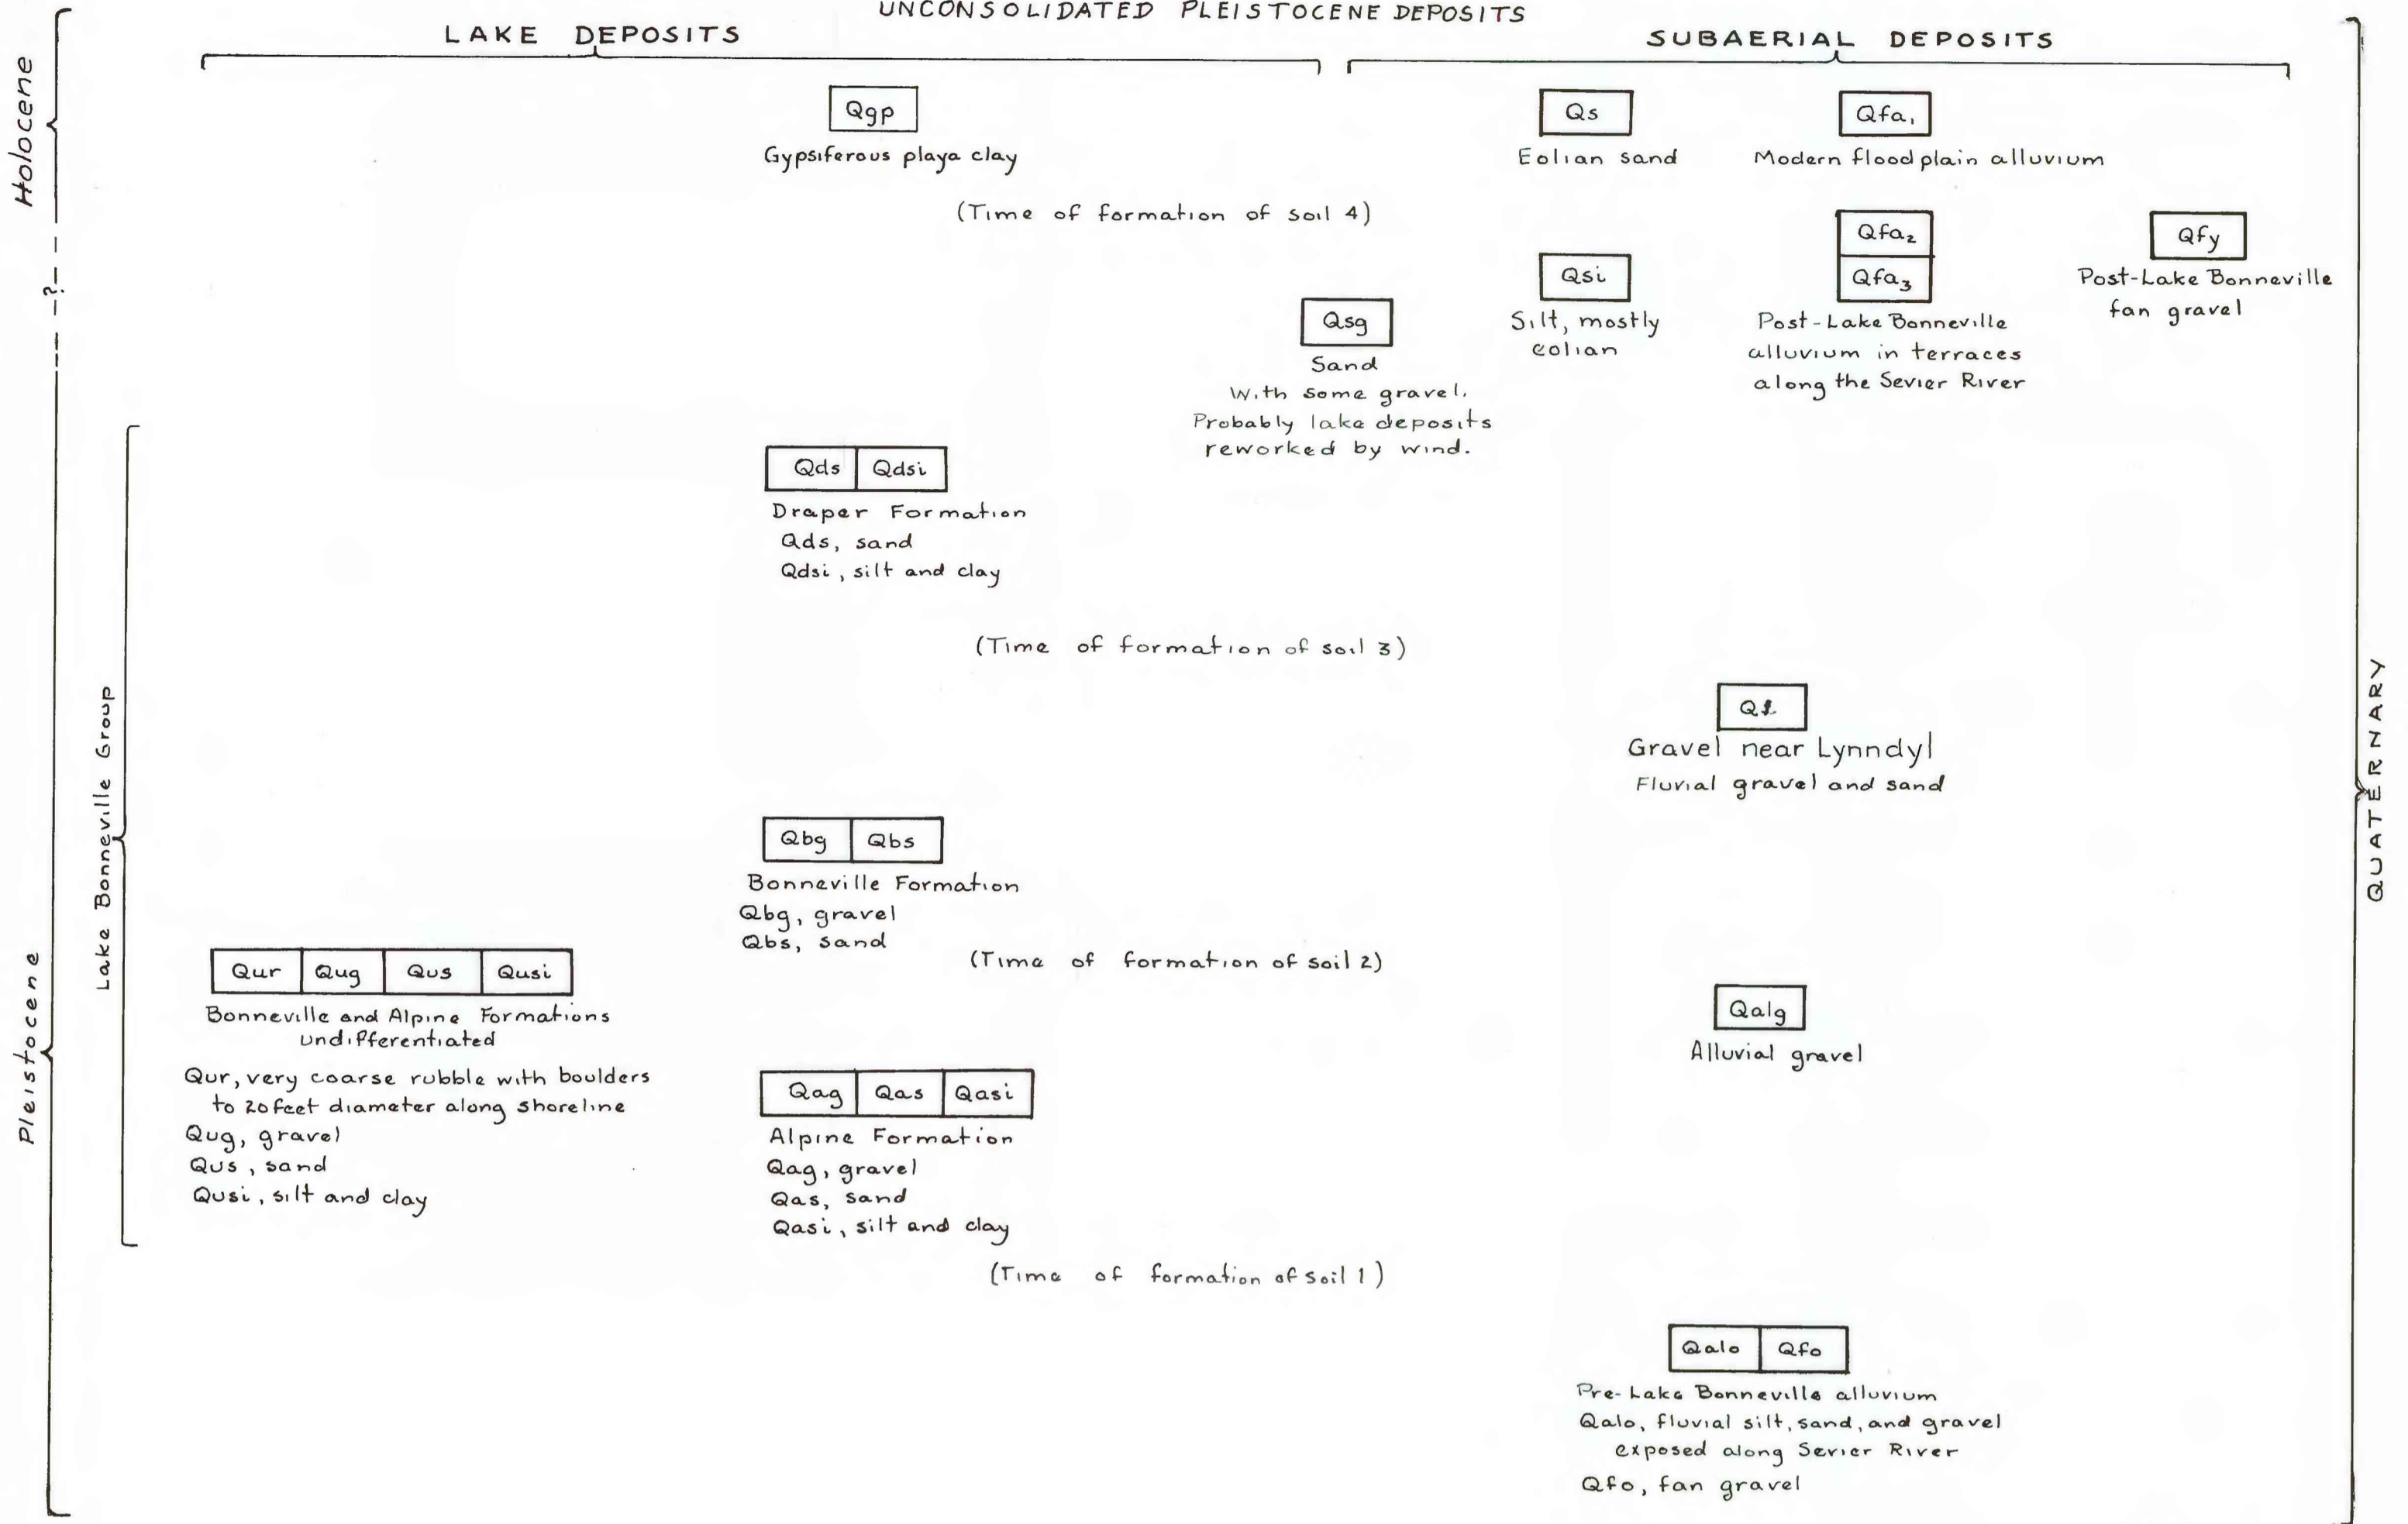 UNCONSOLIDATED PLEISTOCENE DEPOSITS
LAKE DEPOSITS
SUBAERIAL DEPOSITS
Holocene
Qgp
Gypsiferous playa clay
Qs
Eolian sand
Qfa₁
Modern floodplain alluvium
(Time of formation of soil 4)
Qfa₂
Qfa₃
Post-Lake Bonneville
alluvium in terraces
along the Sevier River
Qfy
Post-Lake Bonneville
fan gravel
Qsi
Silt, mostly
eolian
?
Qsg
Sand
With some gravel.
Probably lake deposits
reworked by wind.
Lake Bonneville Group
Qds Qdsi
Draper Formation
Qds, sand
Qdsi, silt and clay
(Time of formation of soil 3)
Gravel near Lynndyl
Fluvial gravel and sand
QUATERNARY
Qbg Qbs
Bonneville Formation
Qbg, gravel
Qbs, sand
(Time of formation of soil 2)
Pleistocene
Qur Qug Qus Qusi
Bonneville and Alpine Formations
undifferentiated
Qur, very coarse rubble with boulders
to 20 feet diameter along shoreline
Qug, gravel
Qus, sand
Qusi, silt and clay
Qalg
Alluvial gravel
Qag Qas Qasi
Alpine Formation
Qag, gravel
Qas, sand
Qasi, silt and clay
(Time of formation of soil 1)
Qalo Qfo
Pre-Lake Bonneville alluvium
Qalo, fluvial silt, sand, and gravel
exposed along Sevier River
Qfo, fan gravel